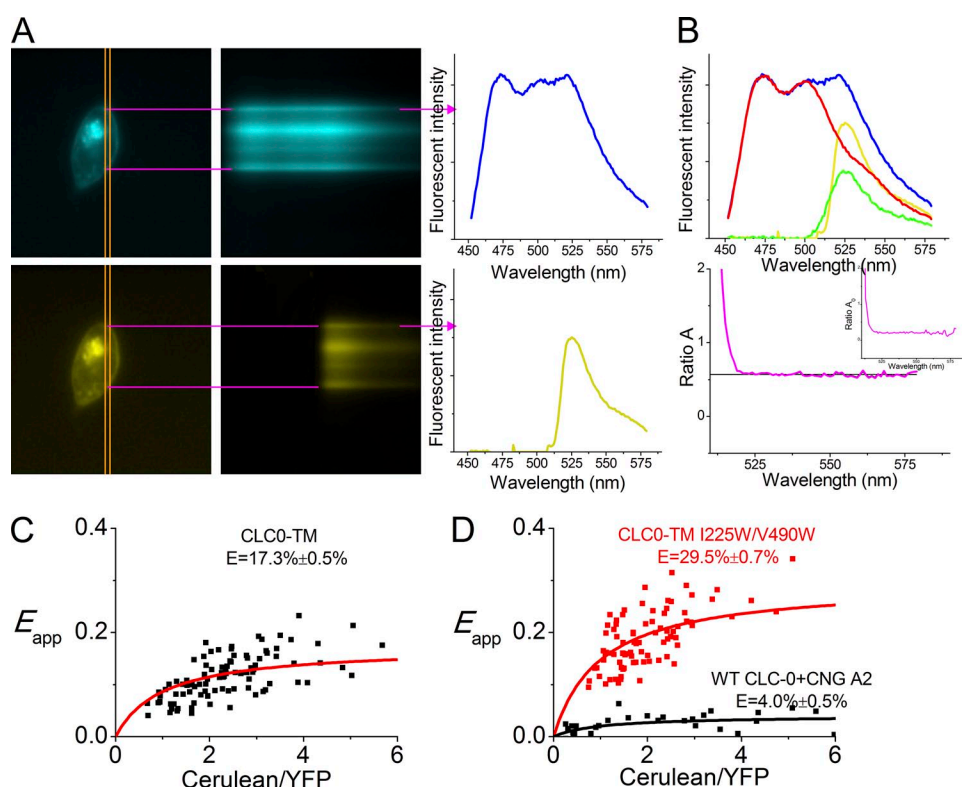 A
B
Fluorescent intensity
450 475 500 525 550 575
Wavelength (nm)
Fluorescent intensity
450 475 500 525 550 575
Wavelength (nm)
Fluorescent intensity
450 475 500 525 550 575
Wavelength (nm)
Ratio A
2
1
0
525 550 575
Wavelength (nm)
Ratio A
0
525 550 575
Wavelength (nm)
C
CLC0-TM
E=17.3%±0.5%
Eapp
0.4
0.2
0.0
0 2 4 6
Cerulean/YFP
D
CLC0-TM I225W/V490W
E=29.5%±0.7%
WT CLC-0+CNG A2
E=4.0%±0.5%
Eapp
0.4
0.2
0.0
0 2 4 6
Cerulean/YFP